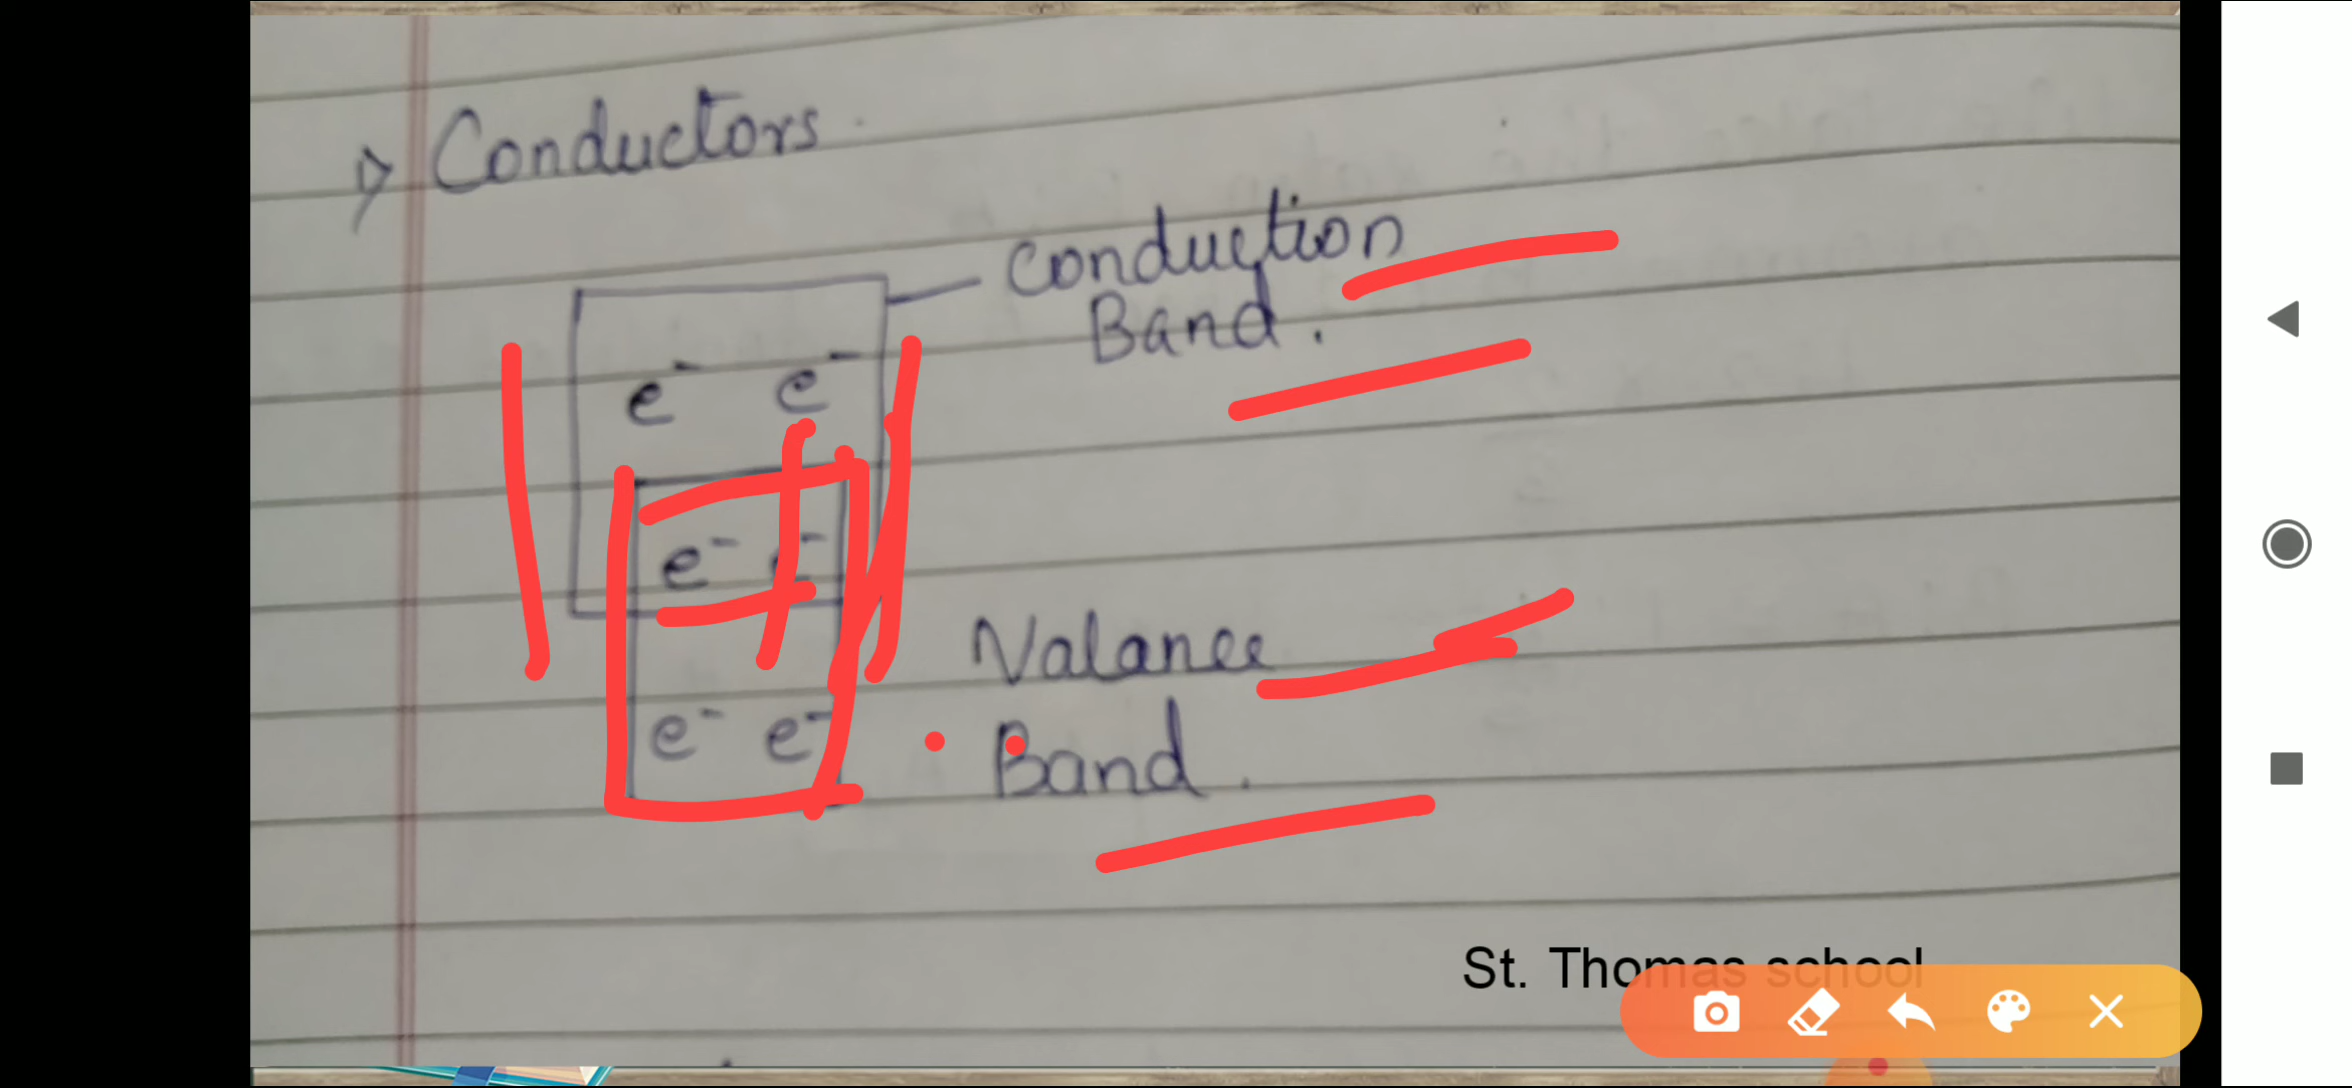 Conductors.
Conduction
Band.
e⁻ e⁻
e⁻ e⁻
Valance
e⁻ e⁻
Band.
St. Thomas school